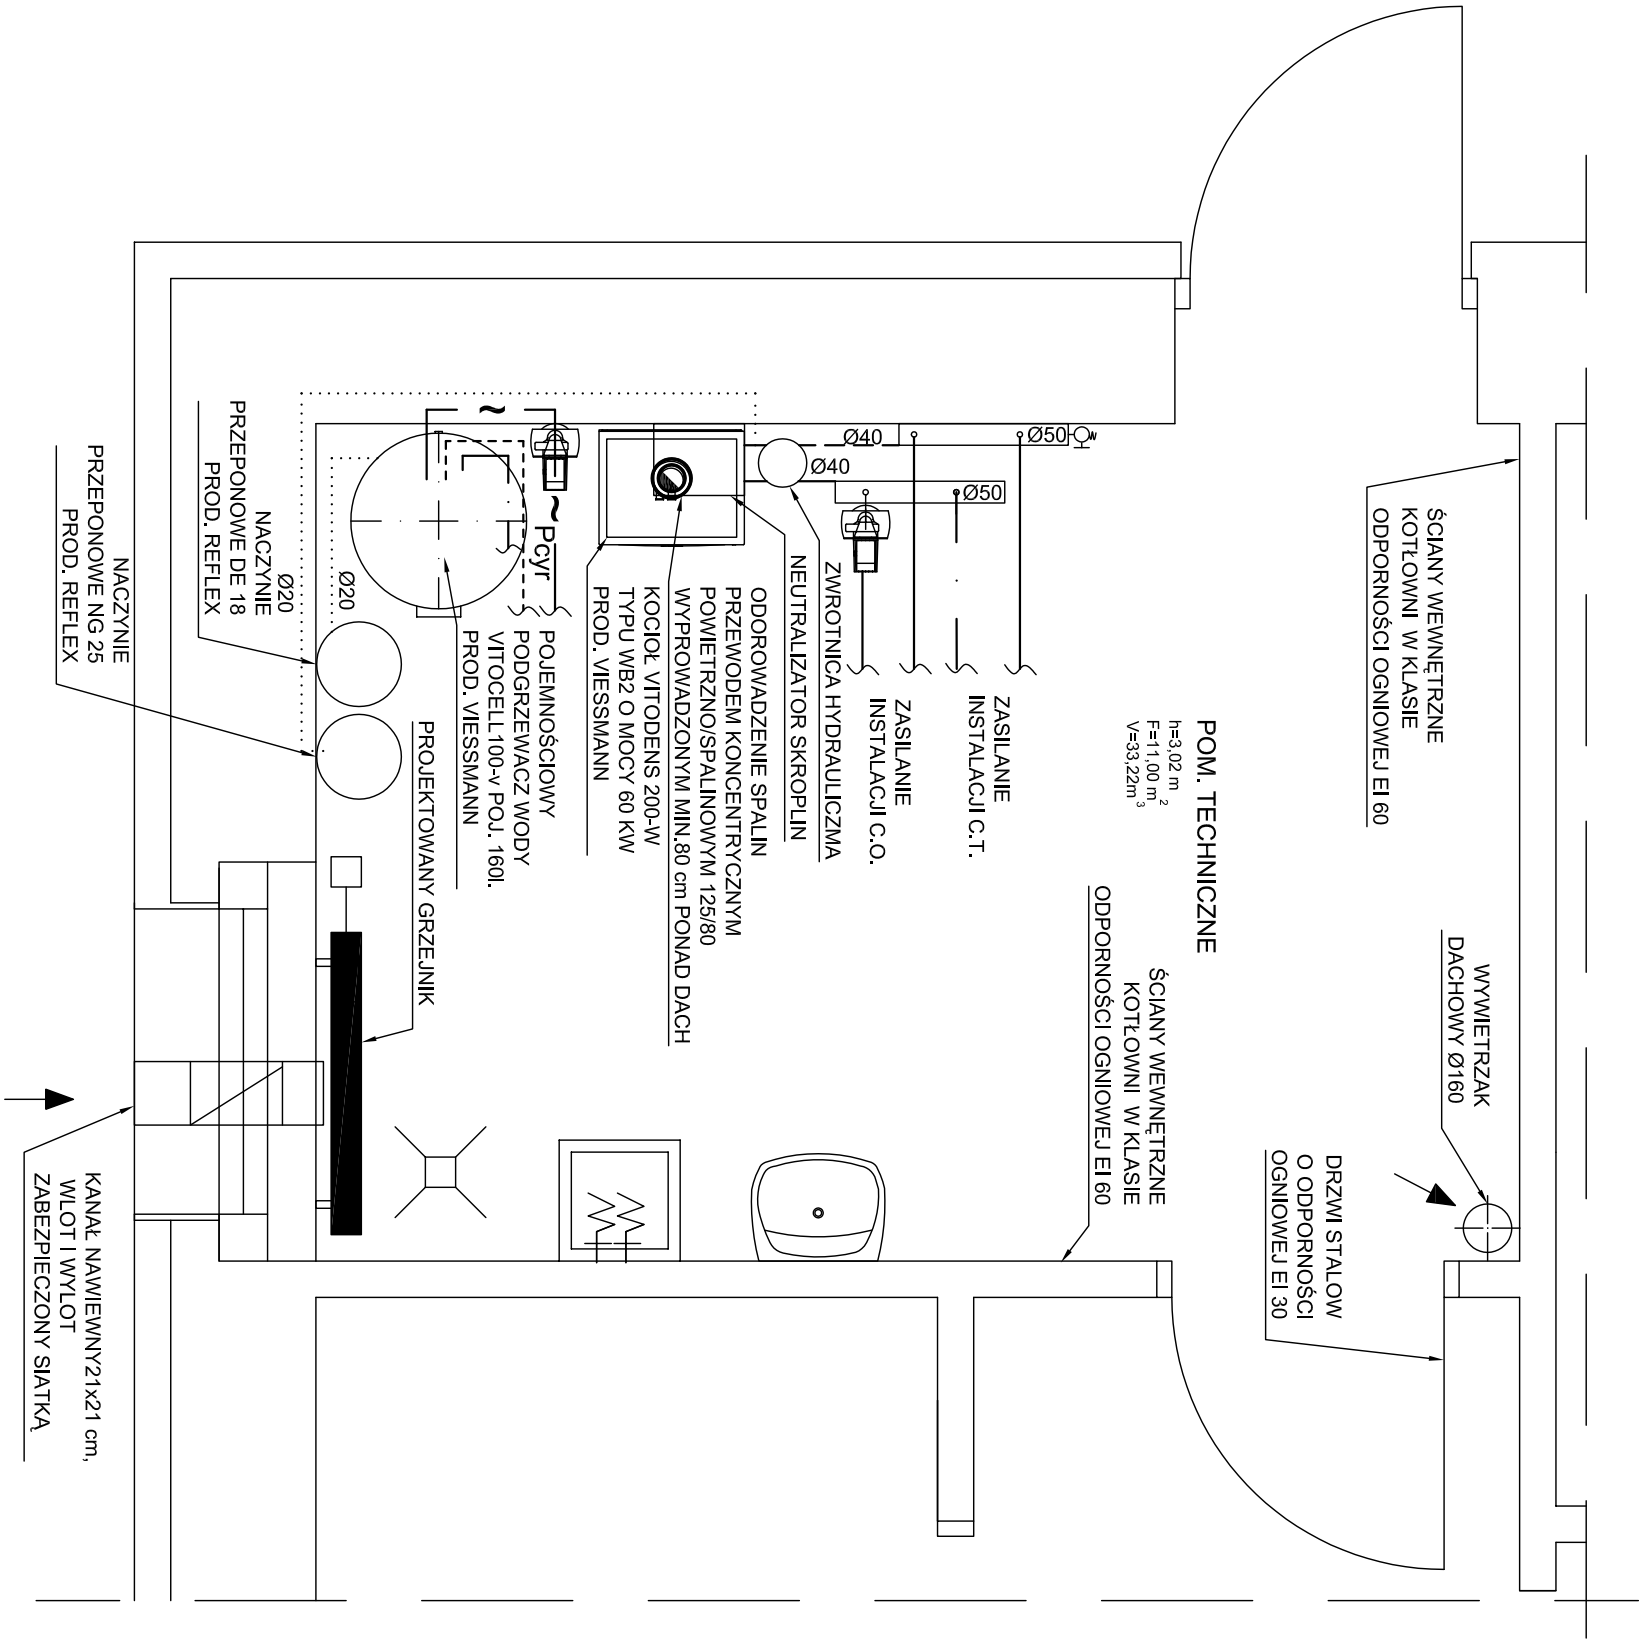 ŚCIANY WEWNĘTRZNE
KOTŁOWNI W KLASIE
ODPORNOŚCI OGNIOWEJ EI 60
WYWIETRZAK
DACHOWY Ø160
DRZWI STALOW
O ODPORNOŚCI
OGNIOWEJ EI 30
POM. TECHNICZNE
h=3,02 m
F=11,00 m²
V=33,22m³
ŚCIANY WEWNĘTRZNE
KOTŁOWNI W KLASIE
ODPORNOŚCI OGNIOWEJ EI 60
ZASILANIE
INSTALACJI C.T.
ZASILANIE
INSTALACJI C.O.
ZWROTNICA HYDRAULICZMA
NEUTRALIZATOR SKROPLIN
ODOROWADZENIE SPALIN
PRZEWODEM KONCENTRYCZNYM
POWIETRZNO/SPALINOWYM 125/80
WYPROWADZONYM MIN.80 cm PONAD DACH
KOCIOŁ VITODENS 200-W
TYPU WB2 O MOCY 60 KW
PROD. VIESSMANN
POJEMNOŚCIOWY
PODGRZEWACZ WODY
VITOCELL 100-v POJ. 160l.
PROD. VIESSMANN
PROJEKTOWANY GRZEJNIK
Ø50
Ø40
Ø40
Ø50
Pcyr
Ø20
Ø20
NACZYNIE
PRZEPONOWE DE 18
PROD. REFLEX
NACZYNIE
PRZEPONOWE NG 25
PROD. REFLEX
KANAŁ NAWIEWNY21x21 cm,
WLOT I WYLOT
ZABEZPIECZONY SIATKĄ